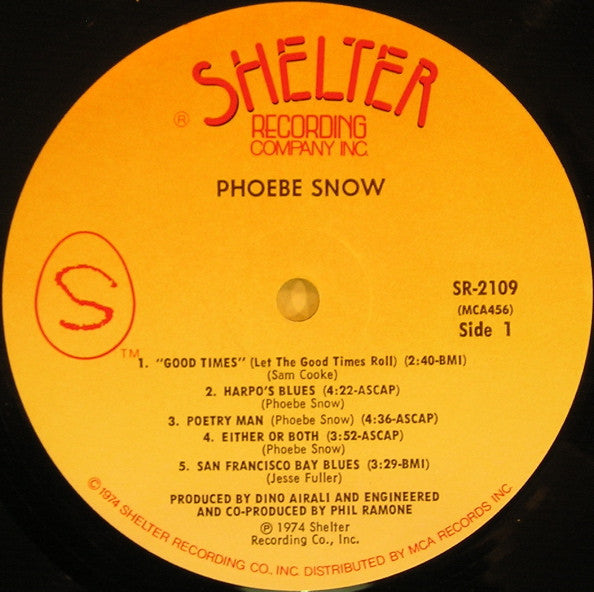 SHELTER
®
RECORDING
COMPANY INC.
PHOEBE SNOW
S
TM
SR-2109
(MCA456)
Side 1
1. "GOOD TIMES" (Let The Good Times Roll) (2:40-BMI)
(Sam Cooke)
2. HARPO'S BLUES (4:22-ASCAP)
(Phoebe Snow)
3. POETRY MAN (Phoebe Snow) (4:36-ASCAP)
4. EITHER OR BOTH (3:52-ASCAP)
(Phoebe Snow)
5. SAN FRANCISCO BAY BLUES (3:29-BMI)
(Jesse Fuller)
PRODUCED BY DINO AIRALI AND ENGINEERED
AND CO-PRODUCED BY PHIL RAMONE
℗ 1974 Shelter
Recording Co., Inc.
© 1974 SHELTER RECORDING CO., INC. DISTRIBUTED BY MCA RECORDS INC.